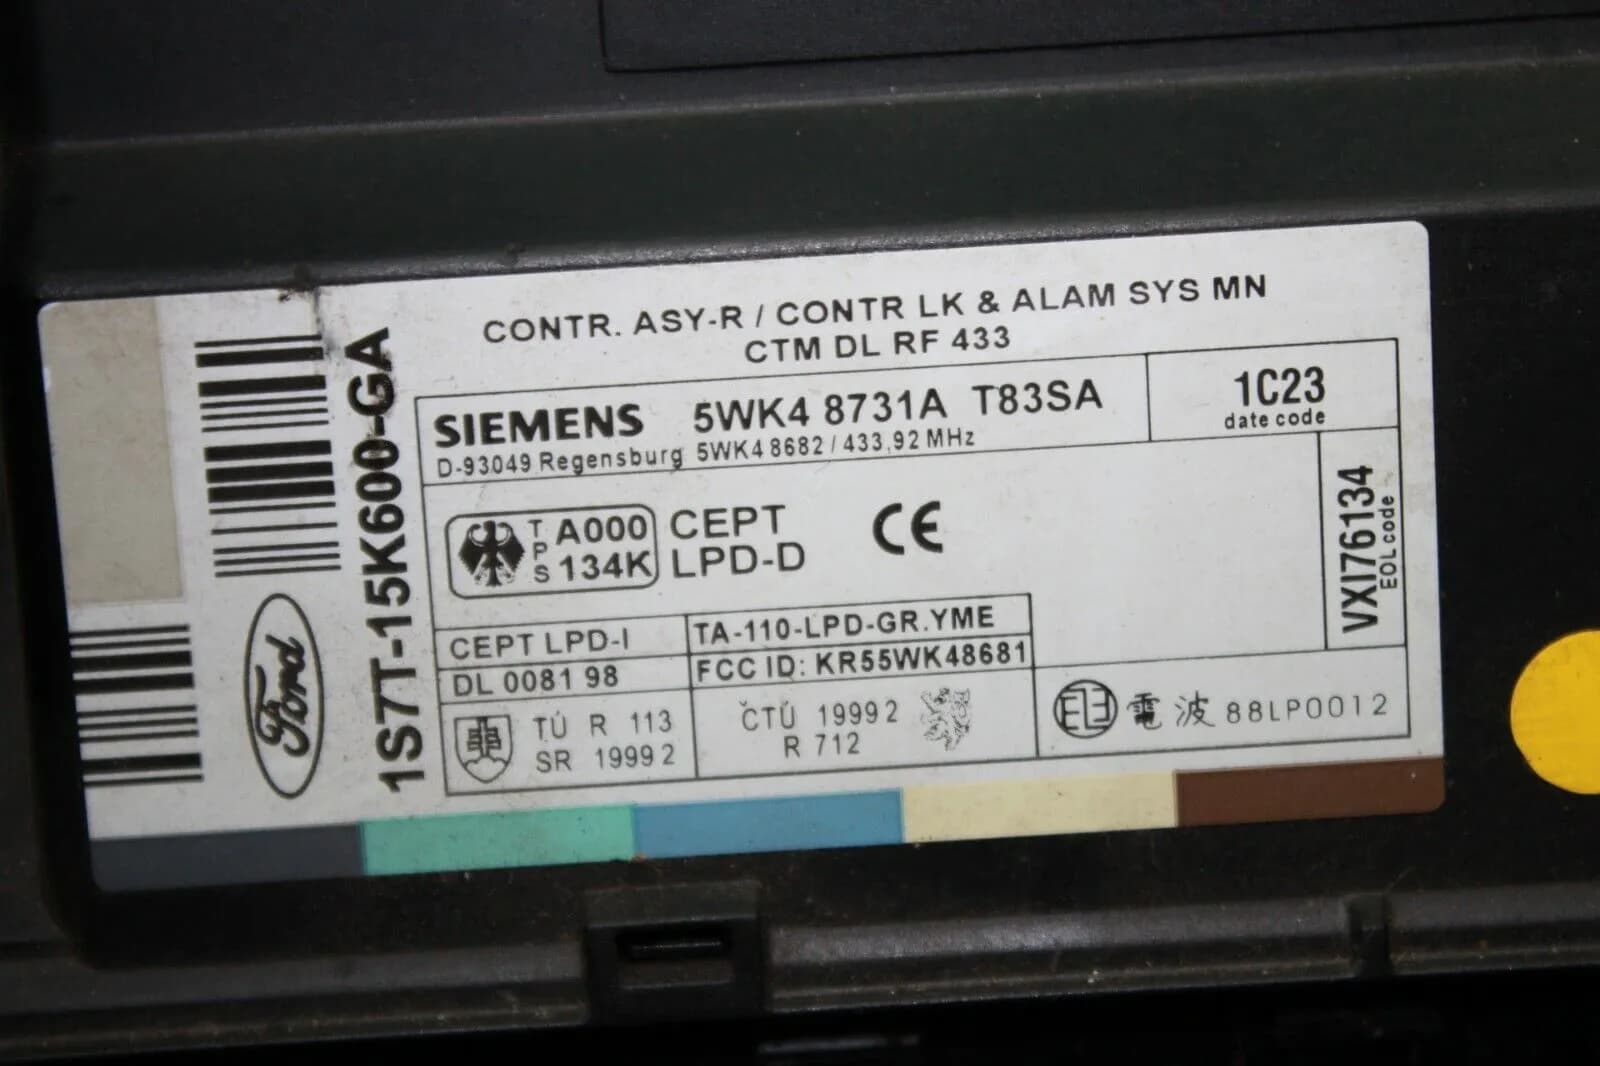 CONTR. ASY-R / CONTR LK & ALAM SYS MN
CTM DL RF 433
1S7T-15K600-GA
Ford
SIEMENS 5WK4 8731A T83SA
D-93049 Regensburg 5WK4 8682 / 433,92 MHz
1C23
date code
VXI76134
EOL code
TPS A000
134K
CEPT
LPD-D
CE
CEPT LPD-I
DL 0081 98
TA-110-LPD-GR.YME
FCC ID: KR55WK48681
TÚ R 113
SR 1999 2
ČTÚ 1999 2
R 712
電波 88LP0012